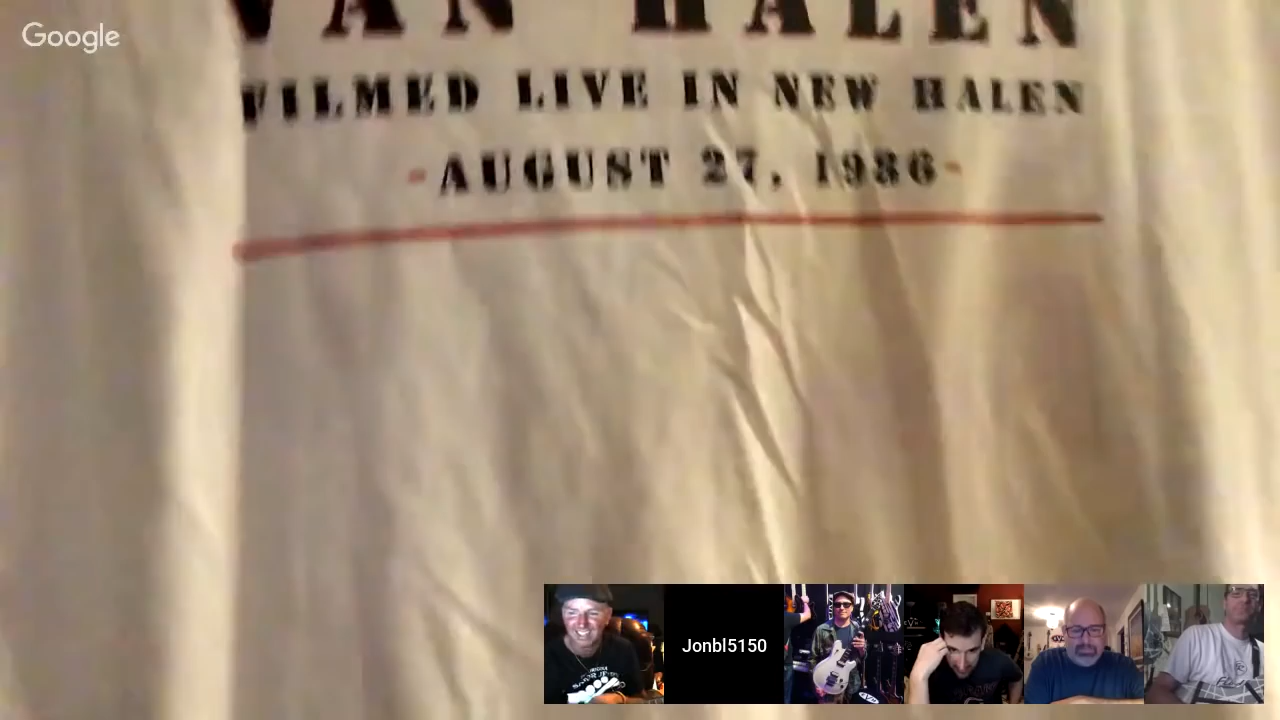 Google
VAN HALEN
FILMED LIVE IN NEW HALEN
-AUGUST 27, 1986-
Jonbl5150